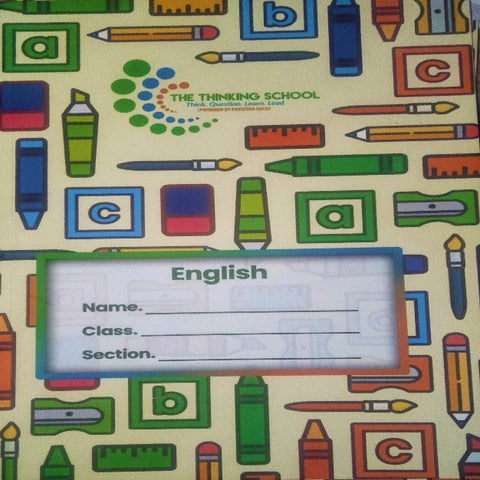 b
a
c
THE THINKING SCHOOL
Think. Question. Learn. Lead
c
a
English
Name.
Class.
Section.
c
b
c